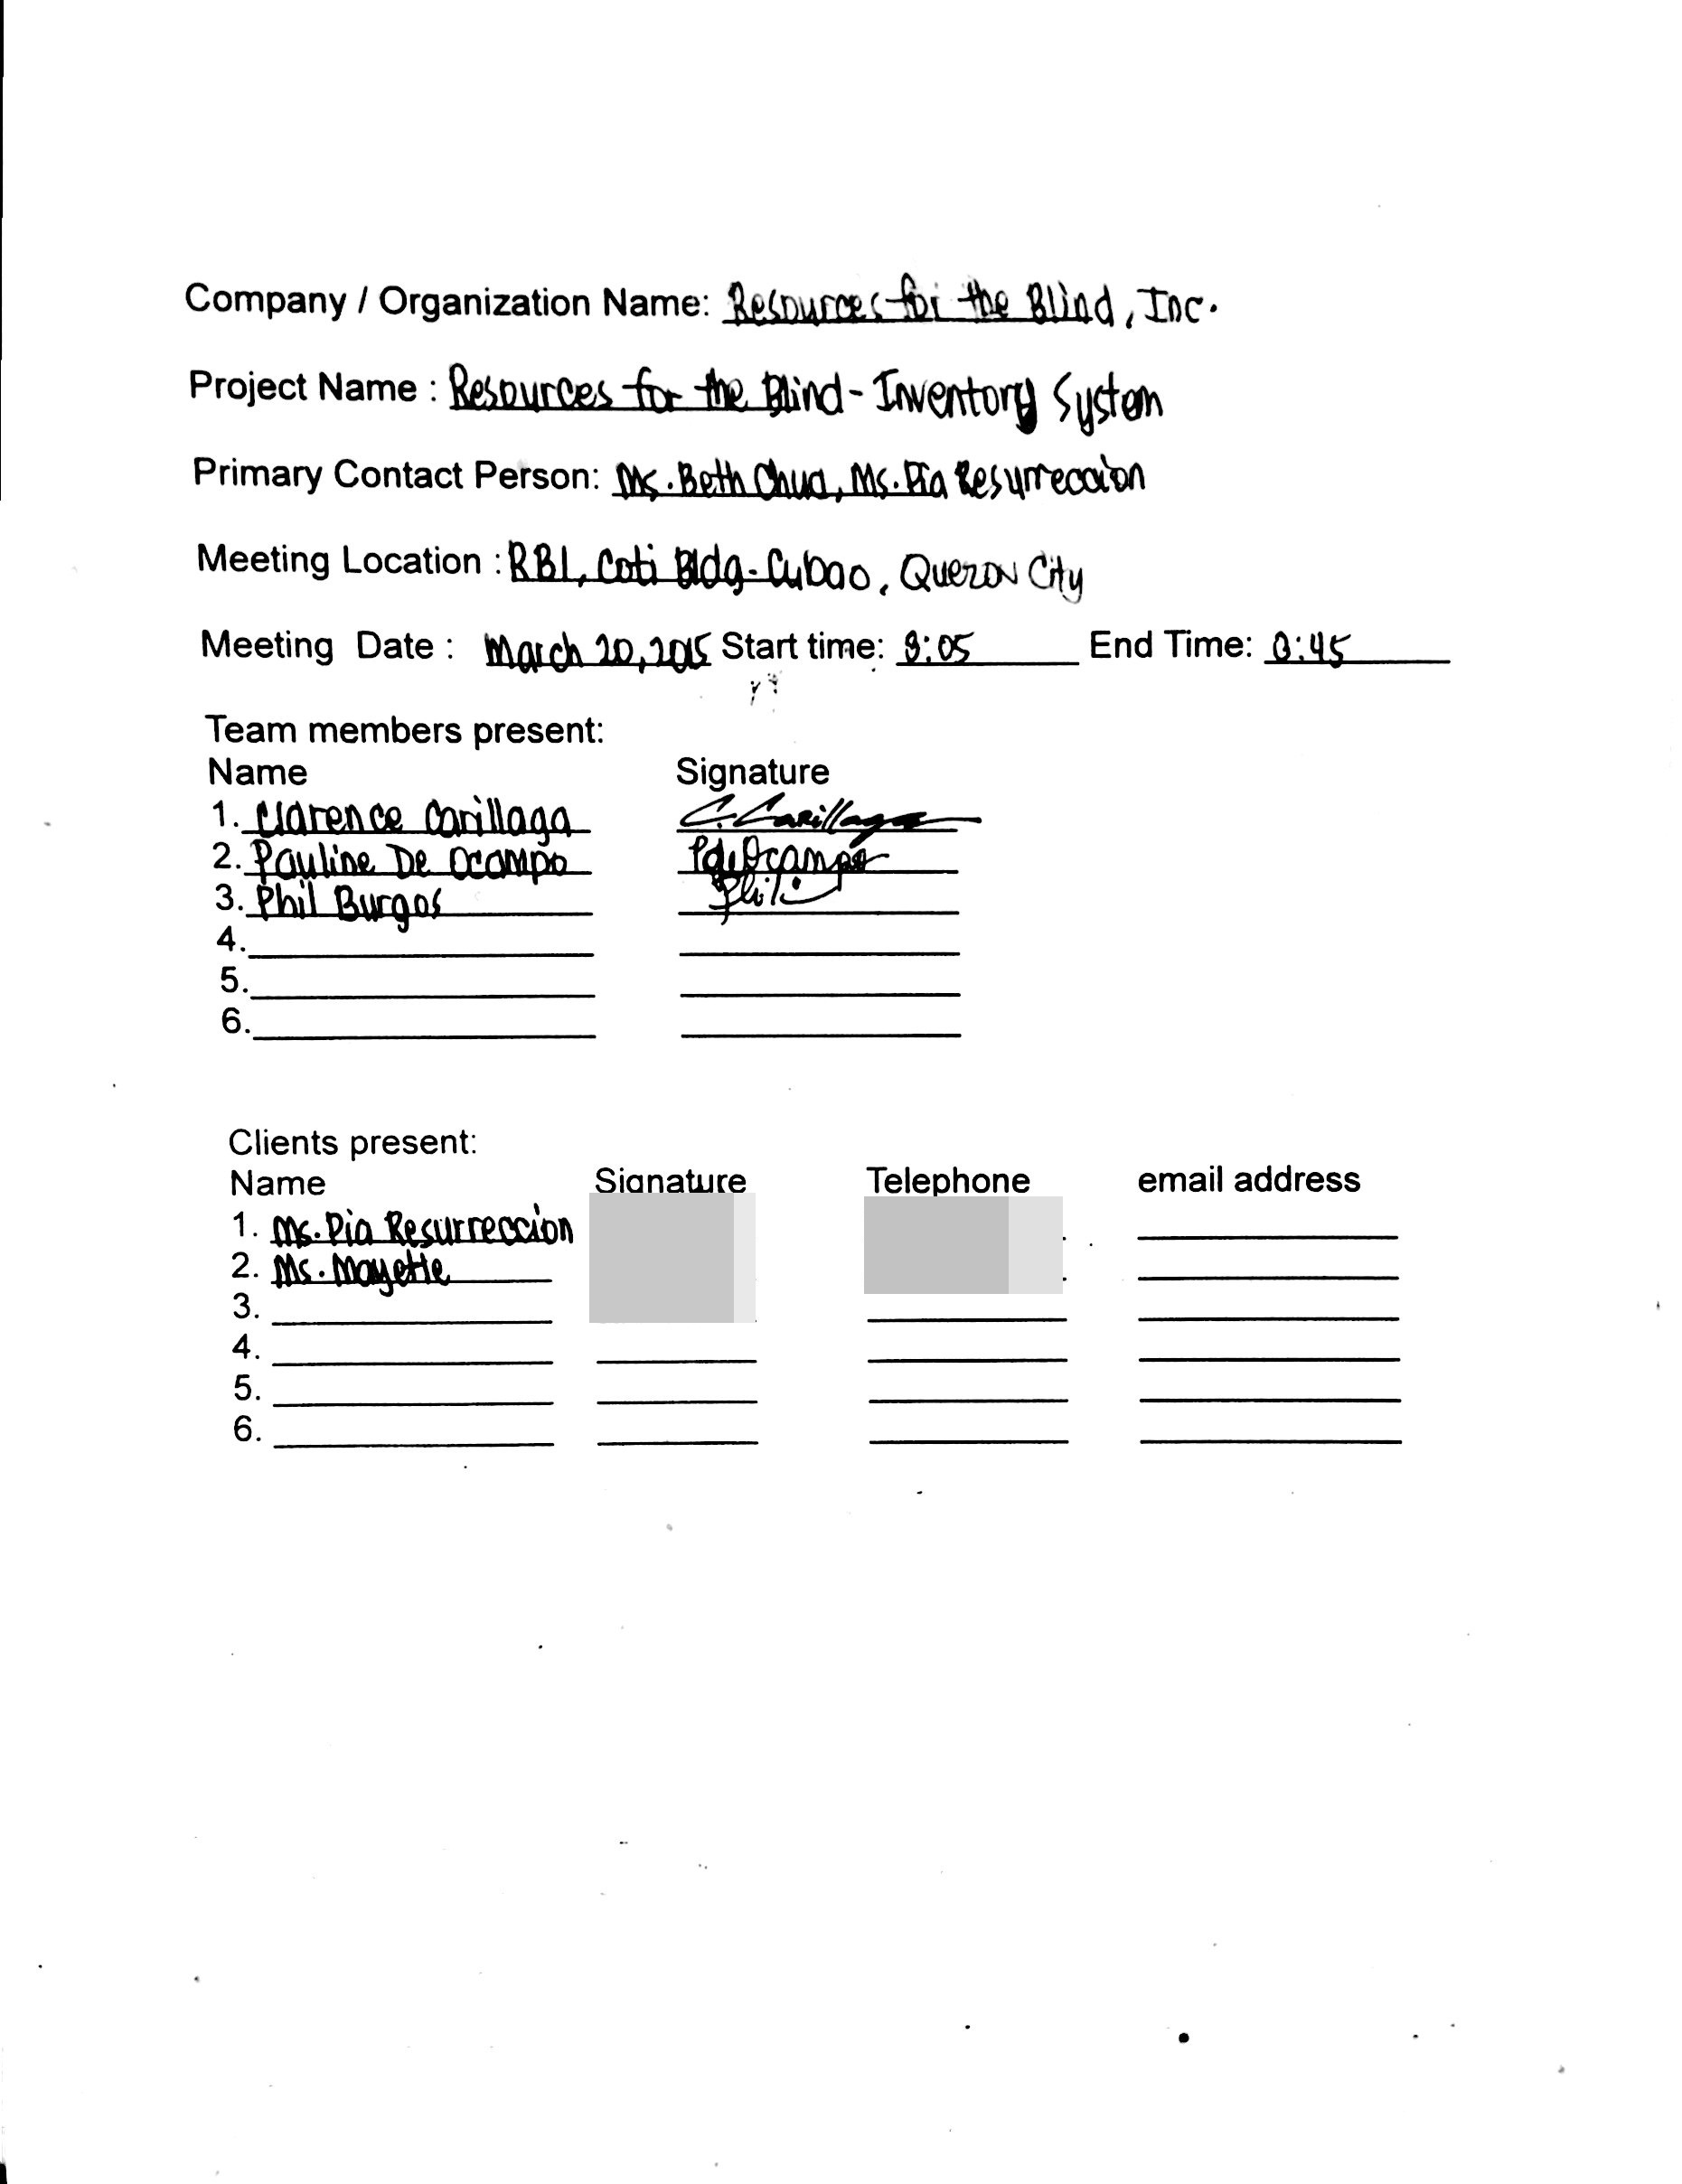 Company / Organization Name: Resources for the Blind, Inc.
Project Name : Resources for the Blind - Inventory System
Primary Contact Person: Ms. Beth Chua, Ms. Pia Resurreccion
Meeting Location : RBI, Coti Bldg - Cubao, Quezon City
Meeting Date : March 20, 2015 Start time: :05 End Time: :45
Team members present:
Name Signature
1. Clarence Carillaga C. Carillaga
2. Pauline De Ocampo PdeOcampo
3. Phil Burgos Phil
4.
5.
6.
Clients present:
Name Signature Telephone email address
1. Ms. Pia Resurreccion
2. Ms. Mayette
3.
4.
5.
6.